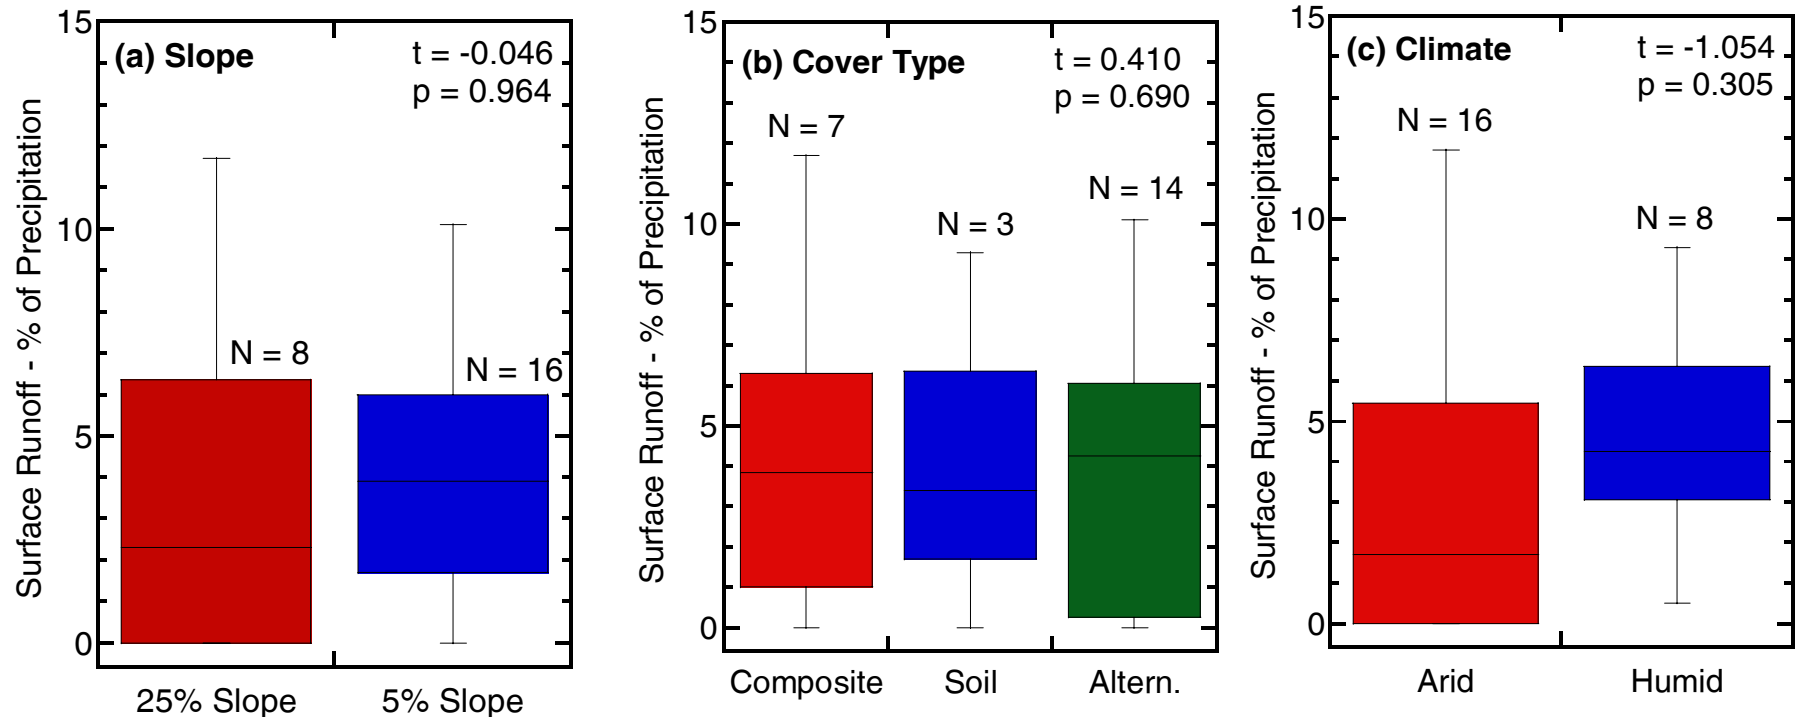 (a) Slope
t = -0.046
p = 0.964
N = 8
N = 16
15
10
5
0
Surface Runoff - % of Precipitation
25% Slope
5% Slope
(b) Cover Type
t = 0.410
p = 0.690
N = 7
N = 3
N = 14
15
10
5
0
Surface Runoff - % of Precipitation
Composite
Soil
Altern.
(c) Climate
t = -1.054
p = 0.305
N = 16
N = 8
15
10
5
0
Surface Runoff - % of Precipitation
Arid
Humid